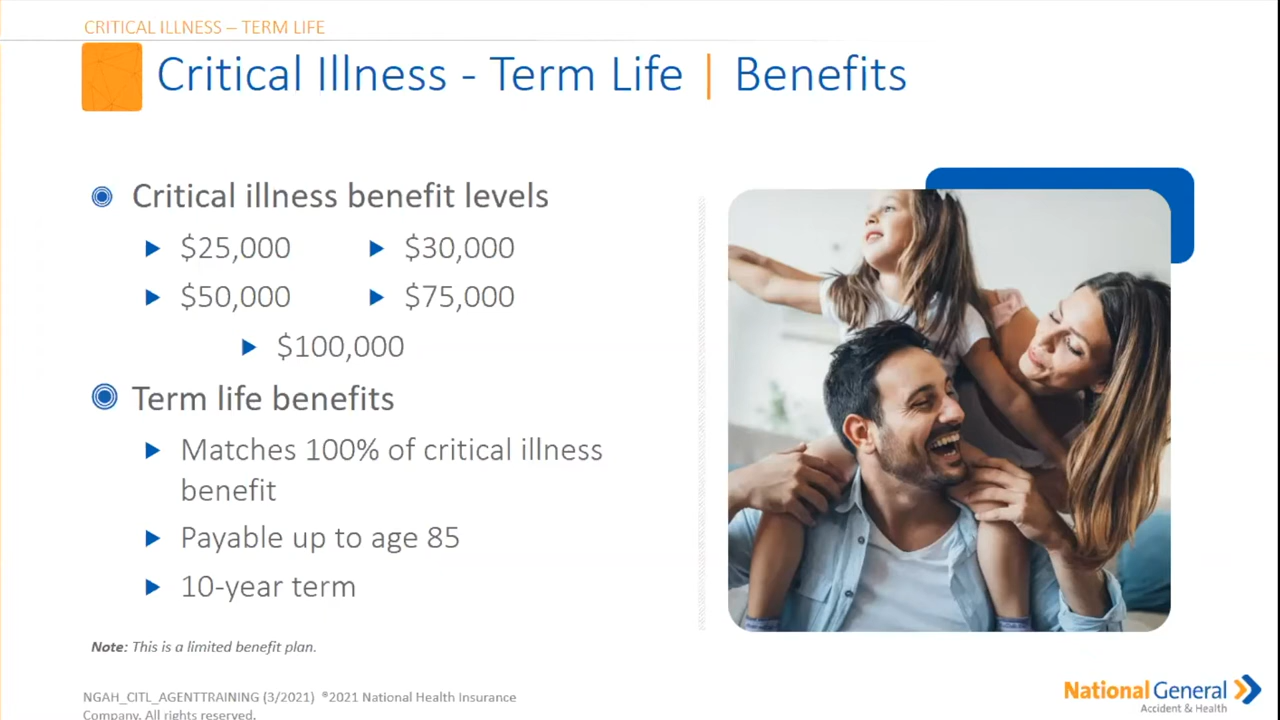 CRITICAL ILLNESS – TERM LIFE
Critical Illness - Term Life | Benefits
Critical illness benefit levels
$25,000 $30,000
$50,000 $75,000
$100,000
Term life benefits
Matches 100% of critical illness
benefit
Payable up to age 85
10-year term
Note: This is a limited benefit plan.
NGAH_CITL_AGENTTRAINING (3/2021) ®2021 National Health Insurance
Company. All rights reserved.
National General
Accident & Health